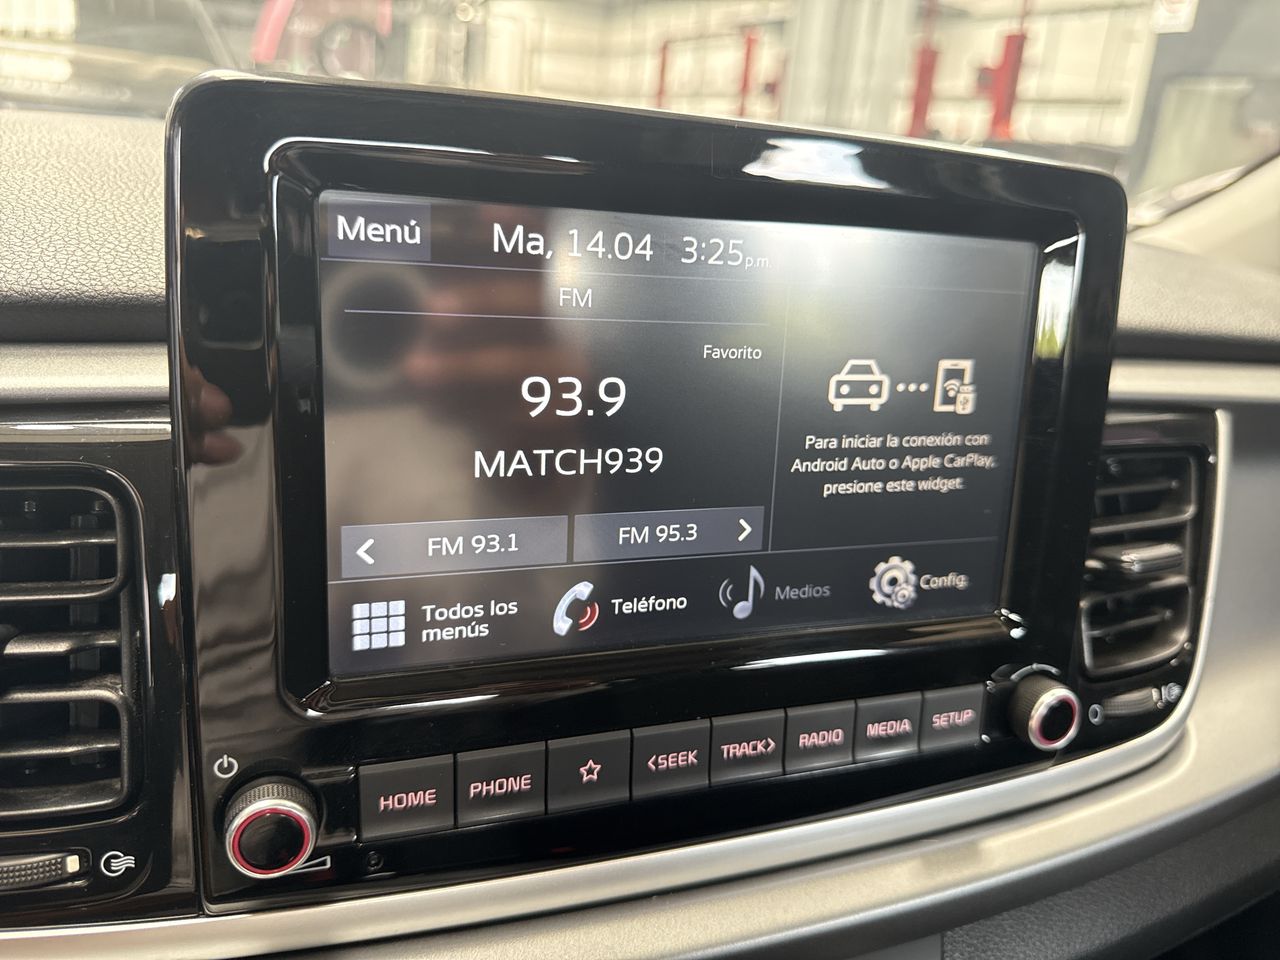 Menú
Ma, 14.04 3:25p.m.
FM
Favorito
93.9
MATCH939
FM 93.1
FM 95.3
Para iniciar la conexión con
Android Auto o Apple CarPlay,
presione este widget.
Todos los
menús
Teléfono
Medios
Config.
HOME
PHONE
<SEEK
TRACK>
RADIO
MEDIA
SETUP